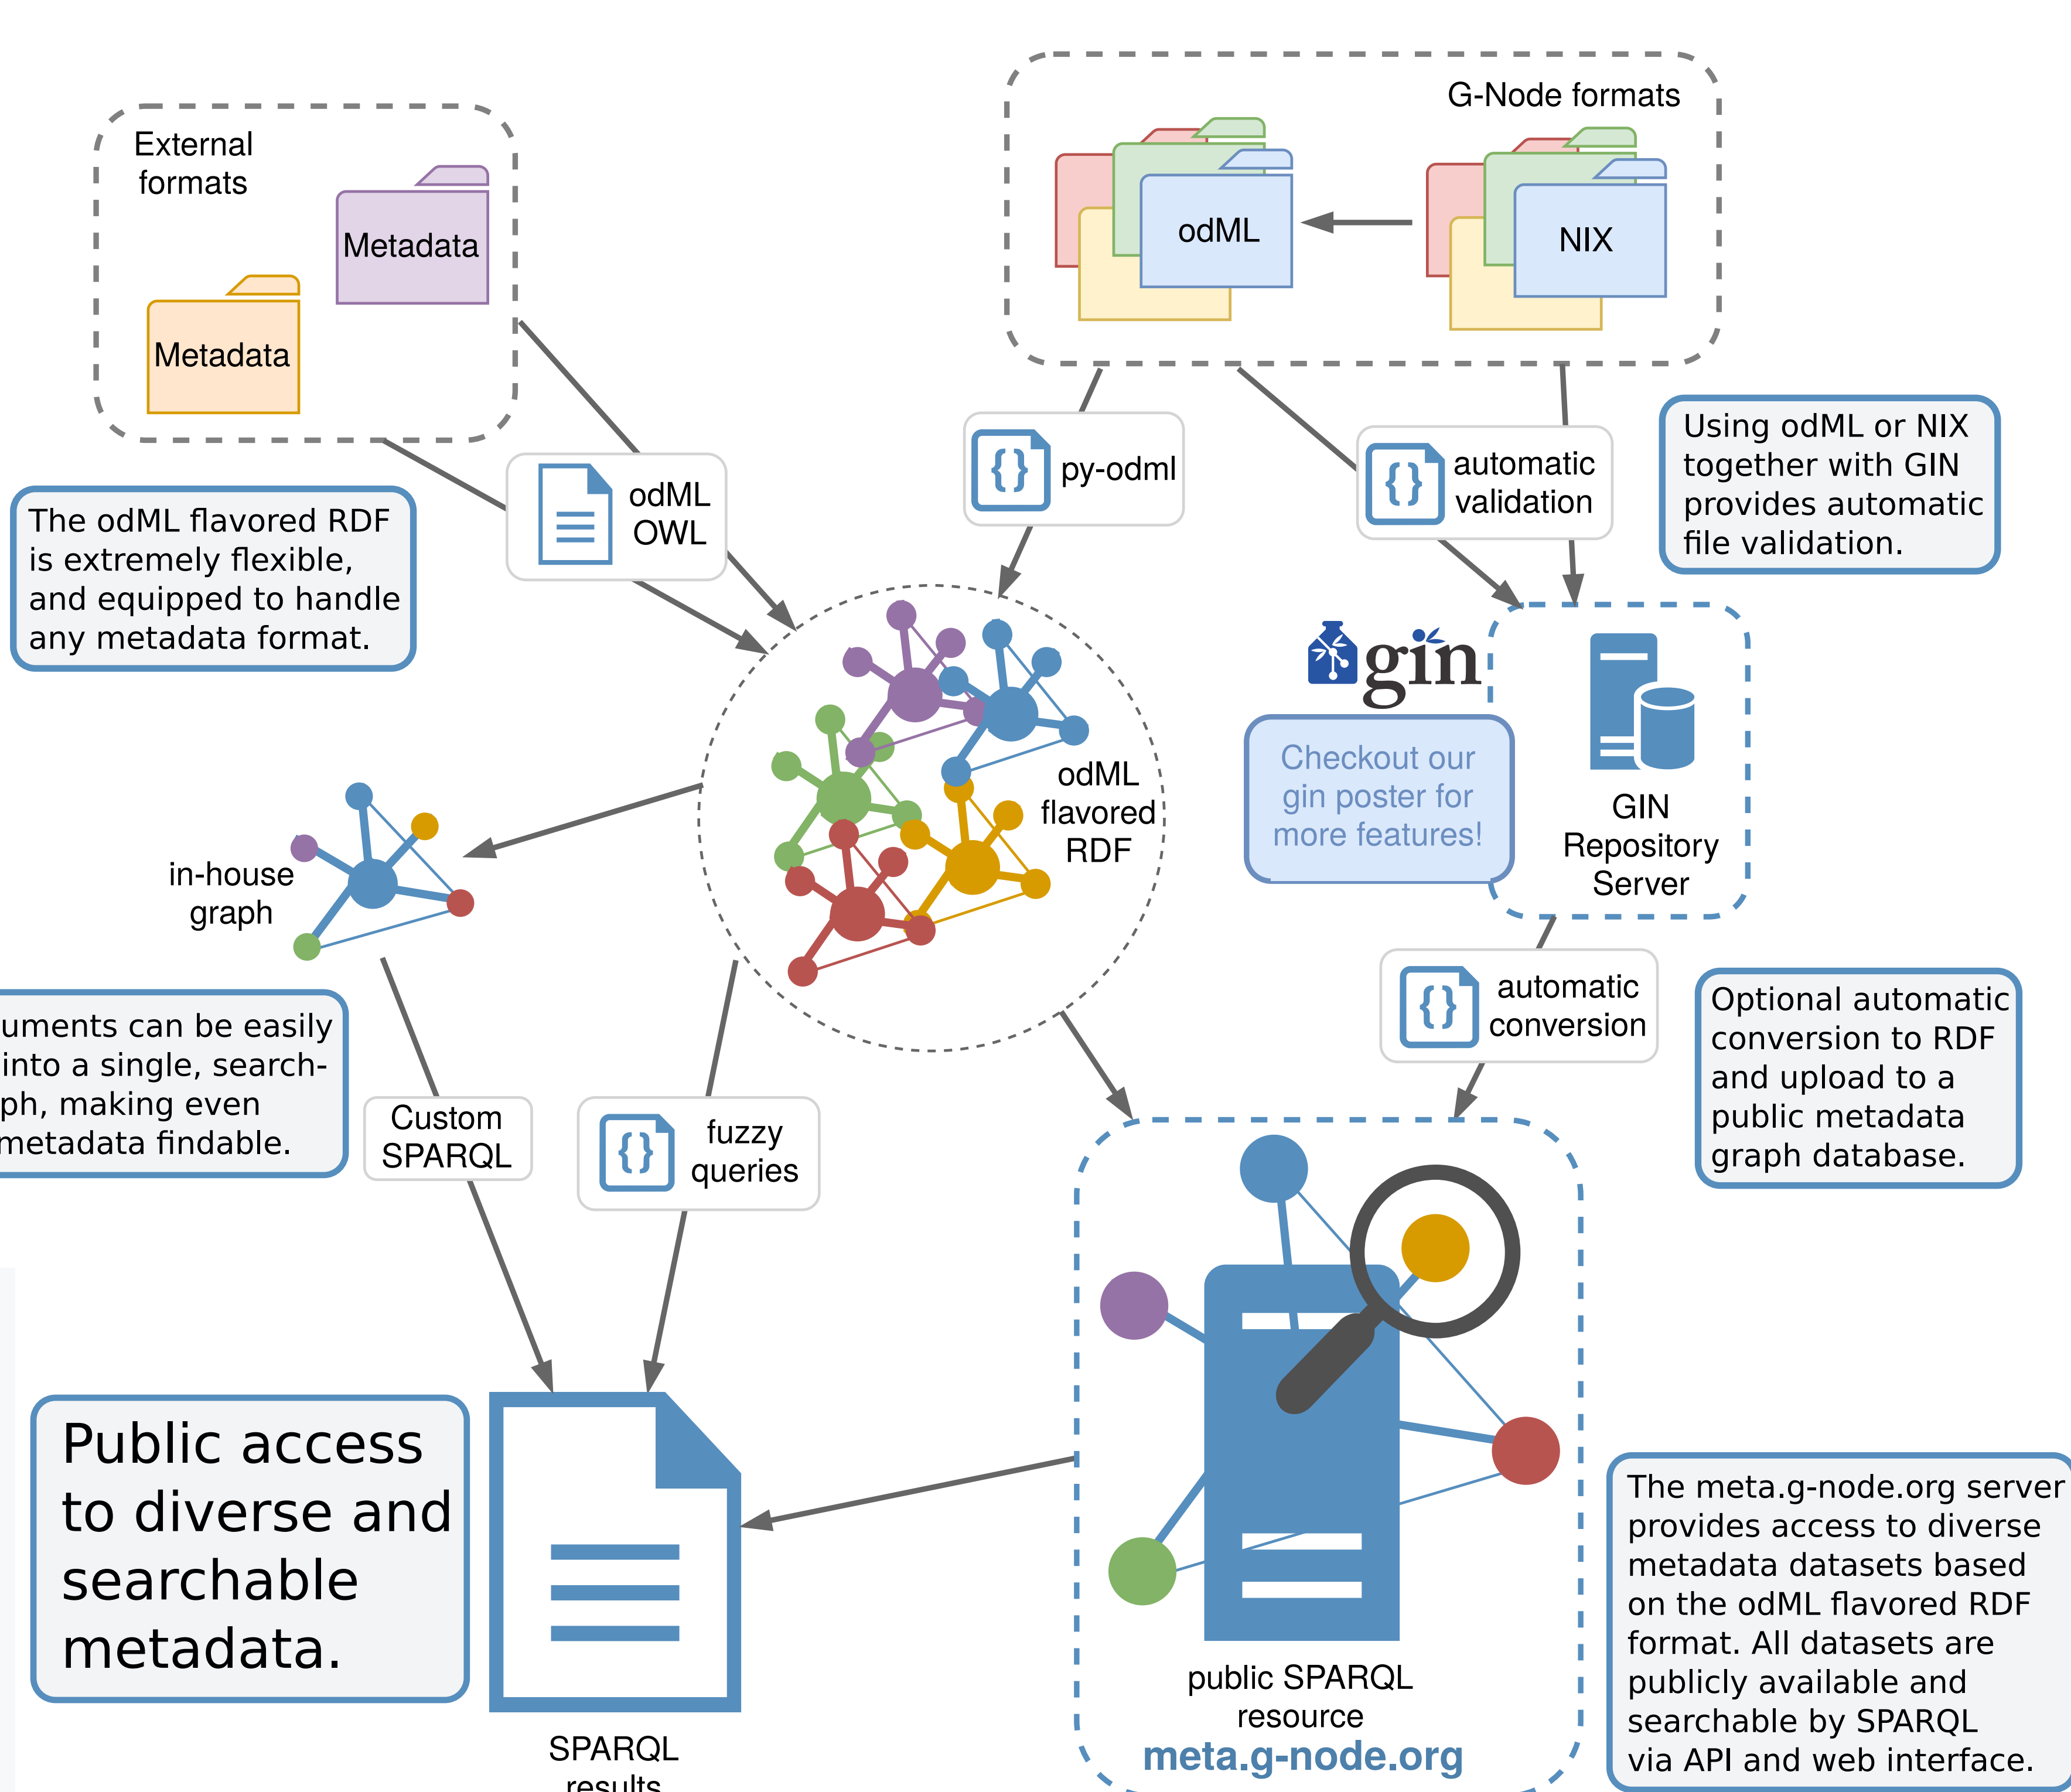 External
formats
Metadata
Metadata
G-Node formats
odML
NIX
odML
OWL
py-odml
automatic
validation
Using odML or NIX
together with GIN
provides automatic
file validation.
The odML flavored RDF
is extremely flexible,
and equipped to handle
any metadata format.
gin
Checkout our
gin poster for
more features!
GIN
Repository
Server
odML
flavored
RDF
in-house
graph
automatic
conversion
Optional automatic
conversion to RDF
and upload to a
public metadata
graph database.
can be easily
into a single, search-
making even
metadata findable.
Custom
SPARQL
fuzzy
queries
Public access
to diverse and
searchable
metadata.
SPARQL
results
public SPARQL
resource
meta.g-node.org
The meta.g-node.org server
provides access to diverse
metadata datasets based
on the odML flavored RDF
format. All datasets are
publicly available and
searchable by SPARQL
via API and web interface.